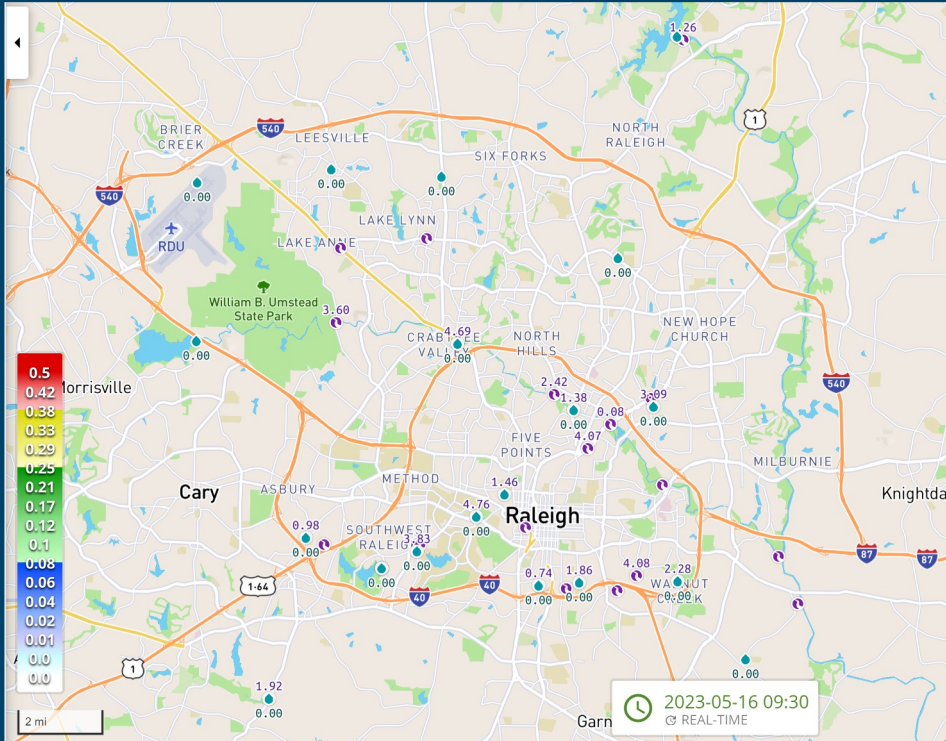 1.26
1
BRIER
CREEK
540
LEESVILLE
NORTH
RALEIGH
SIX FORKS
0.00
0.00
0.00
540
LAKE LYNN
RDU
LAKE ANNE
0.00
William B. Umstead
State Park
3.60
NEW HOPE
CHURCH
4.69
CRABTREE
VALLEY
NORTH
HILLS
0.00
0.00
0.5
0.42
0.38
0.33
0.29
0.25
0.21
0.17
0.12
0.1
0.08
0.06
0.04
0.02
0.01
0.0
0.0
Morrisville
540
2.42
1.38
3.09
0.00
0.08
0.00
4.07
FIVE
POINTS
MILBURNIE
METHOD
Cary
ASBURY
1.46
Knightda
4.76
Raleigh
0.00
0.98
SOUTHWEST
RALEIGH
3.83
0.00
0.00
87
87
0.00
1-64
40
40
0.74
1.86
4.08
2.28
WALNUT
CREEK
0.00
0.00
0.00
1
0.00
1.92
0.00
2 mi
Garn
2023-05-16 09:30
REAL-TIME